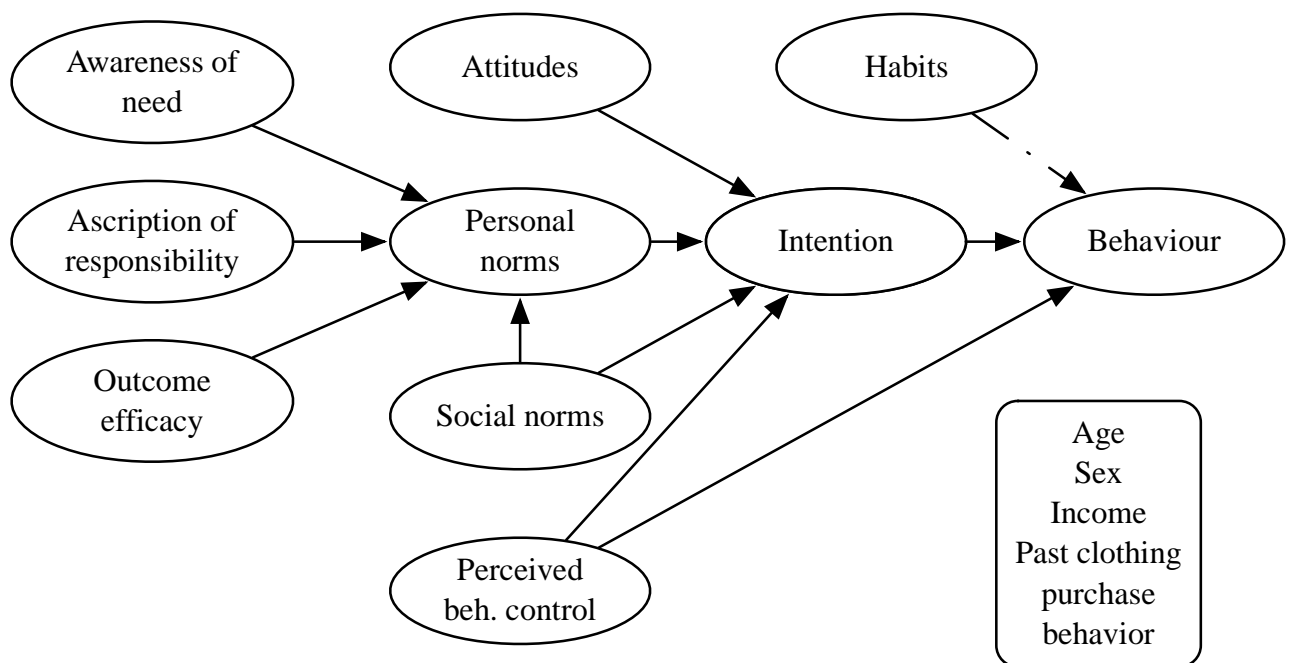 Awareness of
need
Attitudes
Habits
Ascription of
responsibility
Personal
norms
Intention
Behaviour
Outcome
efficacy
Social norms
Perceived
beh. control
Age
Sex
Income
Past clothing
purchase
behavior